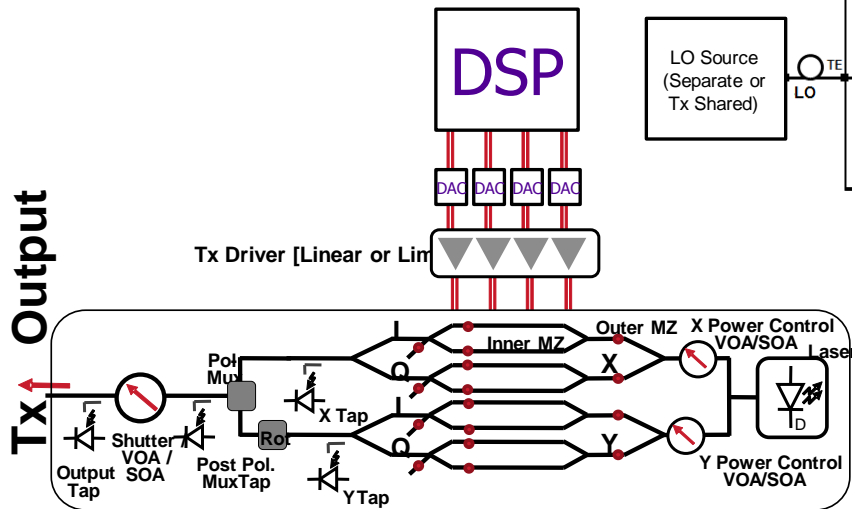 DSP
LO Source
(Separate or
Tx Shared)
TE
LO
DAC DAC DAC DAC
Tx Driver [Linear or Lim
Tx Output
I
Q
Inner MZ
Outer MZ
X
X Power Control
VOA/SOA
Laser
D
Pol
Mux
X Tap
I
Q
Y
Rot
Y Tap
Shutter
VOA /
SOA
Output
Tap
Post Pol.
MuxTap
Y Power Control
VOA/SOA